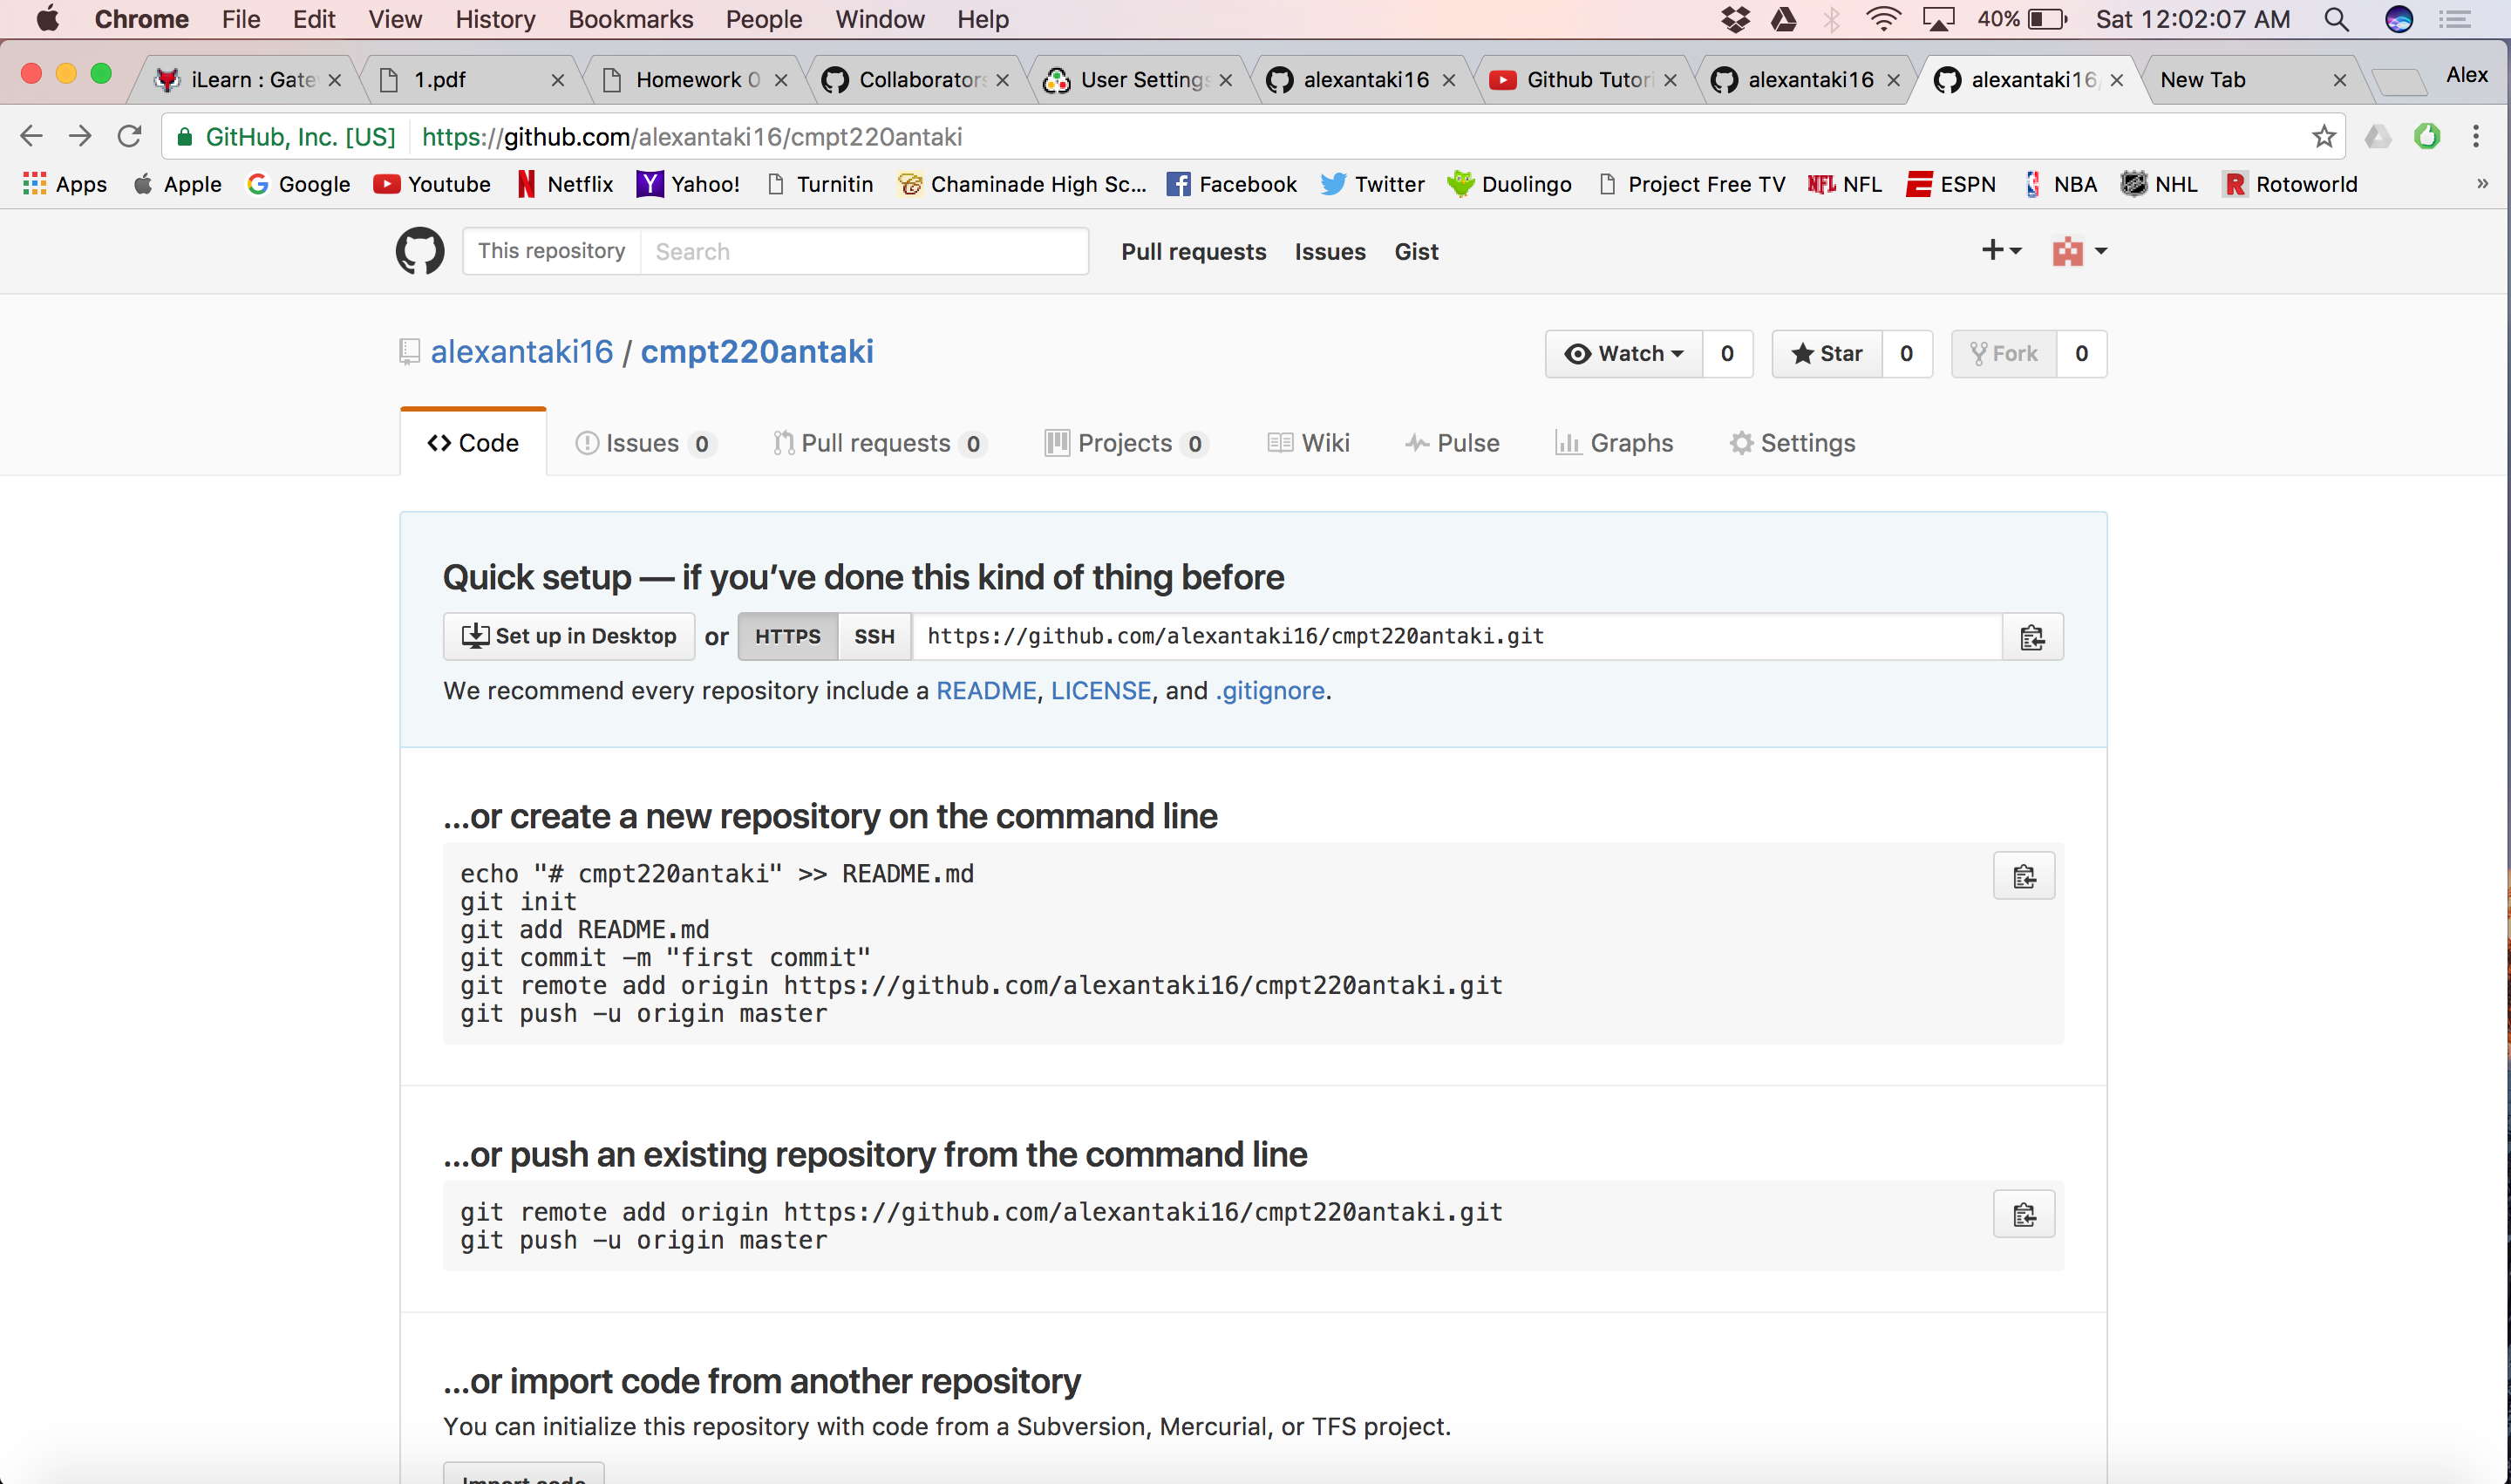 Chrome File Edit View History Bookmarks People Window Help 40% Sat 12:02:07 AM
iLearn : Gate 1.pdf Homework 0 Collaborators User Settings alexantaki16 Github Tutori alexantaki16 alexantaki16/ New Tab Alex
GitHub, Inc. [US] https://github.com/alexantaki16/cmpt220antaki
Apps Apple Google Youtube Netflix Yahoo! Turnitin Chaminade High Sc... Facebook Twitter Duolingo Project Free TV NFL ESPN NBA NHL Rotoworld »
This repository Search Pull requests Issues Gist
alexantaki16 / cmpt220antaki Watch 0 Star 0 Fork 0
Code Issues 0 Pull requests 0 Projects 0 Wiki Pulse Graphs Settings
Quick setup — if you’ve done this kind of thing before
Set up in Desktop or HTTPS SSH https://github.com/alexantaki16/cmpt220antaki.git
We recommend every repository include a README, LICENSE, and .gitignore.
…or create a new repository on the command line
echo "# cmpt220antaki" >> README.md
git init
git add README.md
git commit -m "first commit"
git remote add origin https://github.com/alexantaki16/cmpt220antaki.git
git push -u origin master
…or push an existing repository from the command line
git remote add origin https://github.com/alexantaki16/cmpt220antaki.git
git push -u origin master
…or import code from another repository
You can initialize this repository with code from a Subversion, Mercurial, or TFS project.
Import code